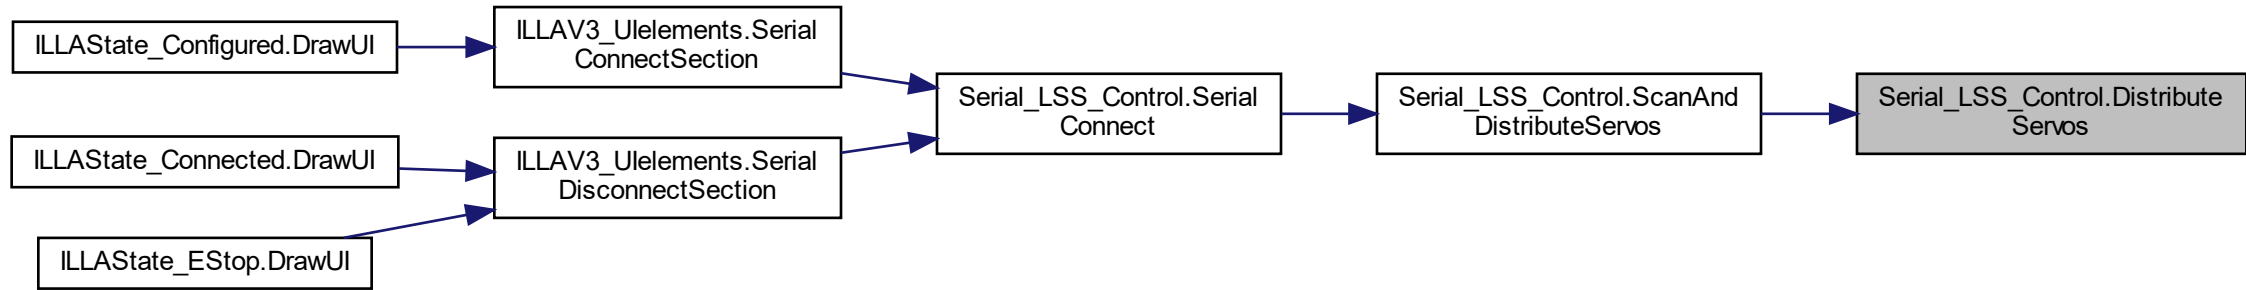 ILLAState_Configured.DrawUI
ILLAV3_UIelements.Serial
ConnectSection
Serial_LSS_Control.Serial
Connect
Serial_LSS_Control.ScanAnd
DistributeServos
Serial_LSS_Control.Distribute
Servos
ILLAState_Connected.DrawUI
ILLAV3_UIelements.Serial
DisconnectSection
ILLAState_EStop.DrawUI